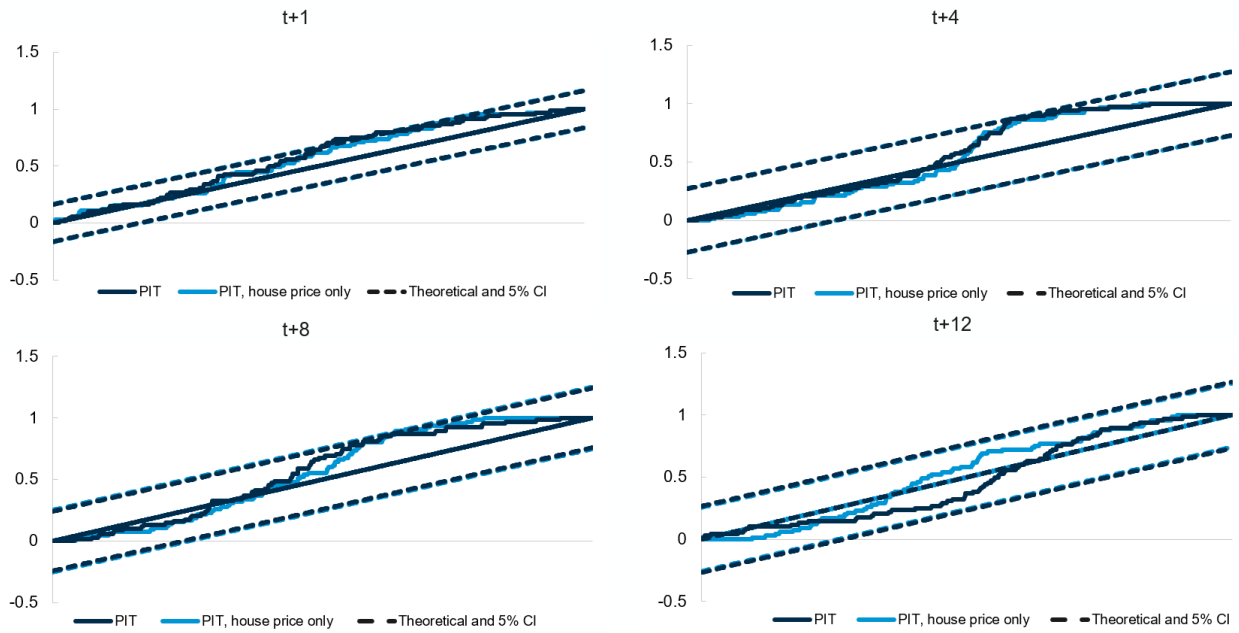 t+1
1.5
1
0.5
0
-0.5
PIT PIT, house price only Theoretical and 5% CI
t+4
1.5
1
0.5
0
-0.5
PIT PIT, house price only Theoretical and 5% CI
t+8
1.5
1
0.5
0
-0.5
PIT PIT, house price only Theoretical and 5% CI
t+12
1.5
1
0.5
0
-0.5
PIT PIT, house price only Theoretical and 5% CI